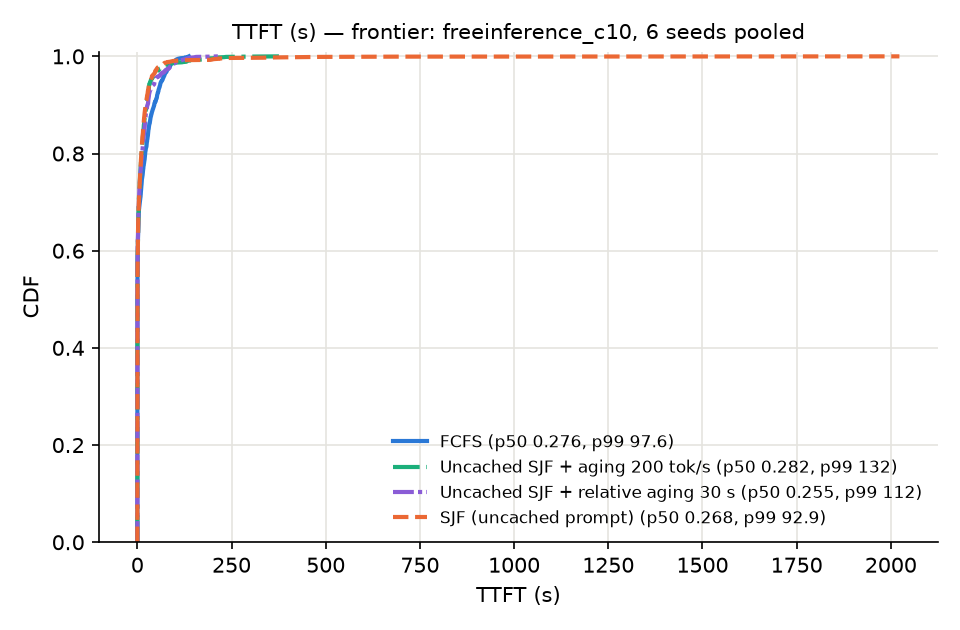 TTFT (s) — frontier: freeinference_c10, 6 seeds pooled
1.0
0.8
0.6
0.4
0.2
0.0
CDF
FCFS (p50 0.276, p99 97.6)
Uncached SJF + aging 200 tok/s (p50 0.282, p99 132)
Uncached SJF + relative aging 30 s (p50 0.255, p99 112)
SJF (uncached prompt) (p50 0.268, p99 92.9)
0 250 500 750 1000 1250 1500 1750 2000
TTFT (s)